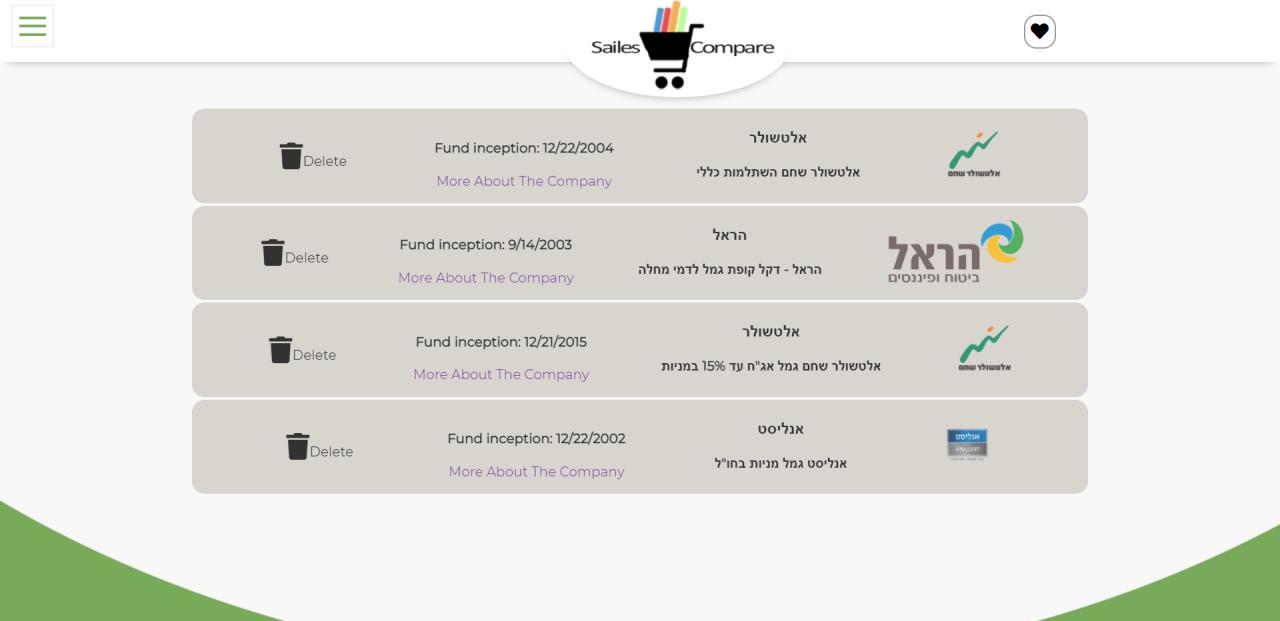 Sailes Compare
Delete
Fund inception: 12/22/2004
More About The Company
אלטשולר
אלטשולר שחם השתלמות כללי
אלטשולר שחם
Delete
Fund inception: 9/14/2003
More About The Company
הראל
הראל - דקל קופת גמל לדמי מחלה
הראל
ביטוח ופיננסים
Delete
Fund inception: 12/21/2015
More About The Company
אלטשולר
אלטשולר שחם גמל אג"ח עד 15% במניות
אלטשולר שחם
Delete
Fund inception: 12/22/2002
More About The Company
אנליסט
אנליסט גמל מניות בחו"ל
אנליסט